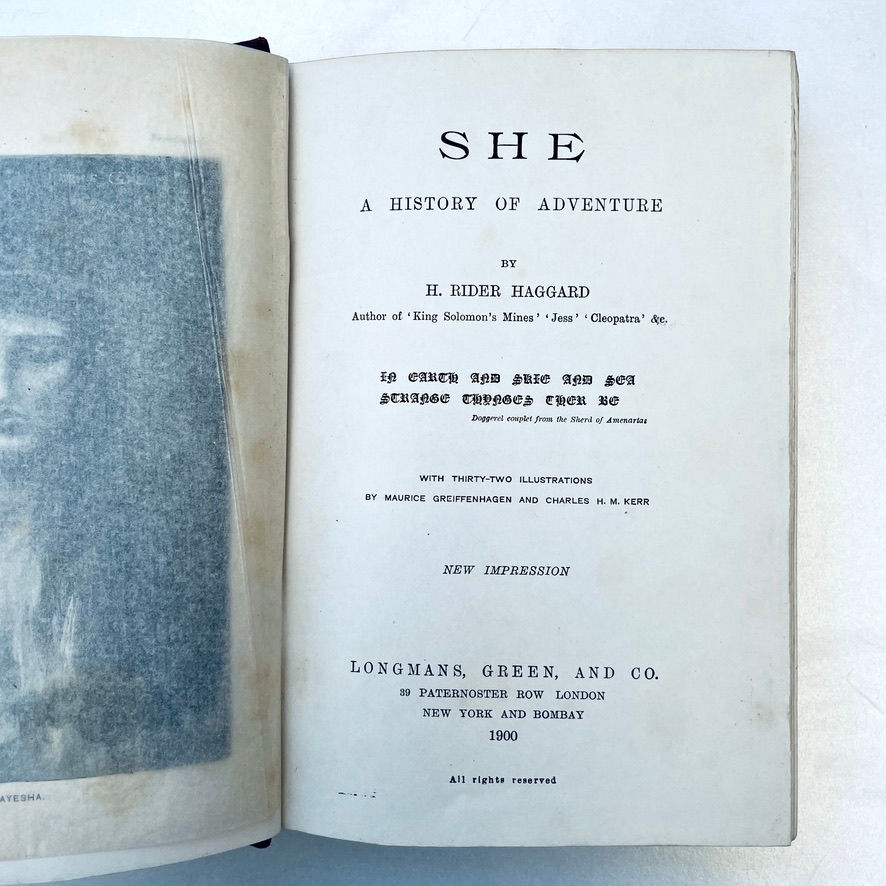 AYESHA.
SHE
A HISTORY OF ADVENTURE
BY
H. RIDER HAGGARD
Author of ‘King Solomon’s Mines’ ‘Jess’ ‘Cleopatra’ &c.
IN EARTH AND SKIE AND SEA
STRANGE THYNGES THER BE
Doggerel couplet from the Sherd of Amenartas
WITH THIRTY-TWO ILLUSTRATIONS
BY MAURICE GREIFFENHAGEN AND CHARLES H. M. KERR
NEW IMPRESSION
LONGMANS, GREEN, AND CO.
39 PATERNOSTER ROW LONDON
NEW YORK AND BOMBAY
1900
All rights reserved